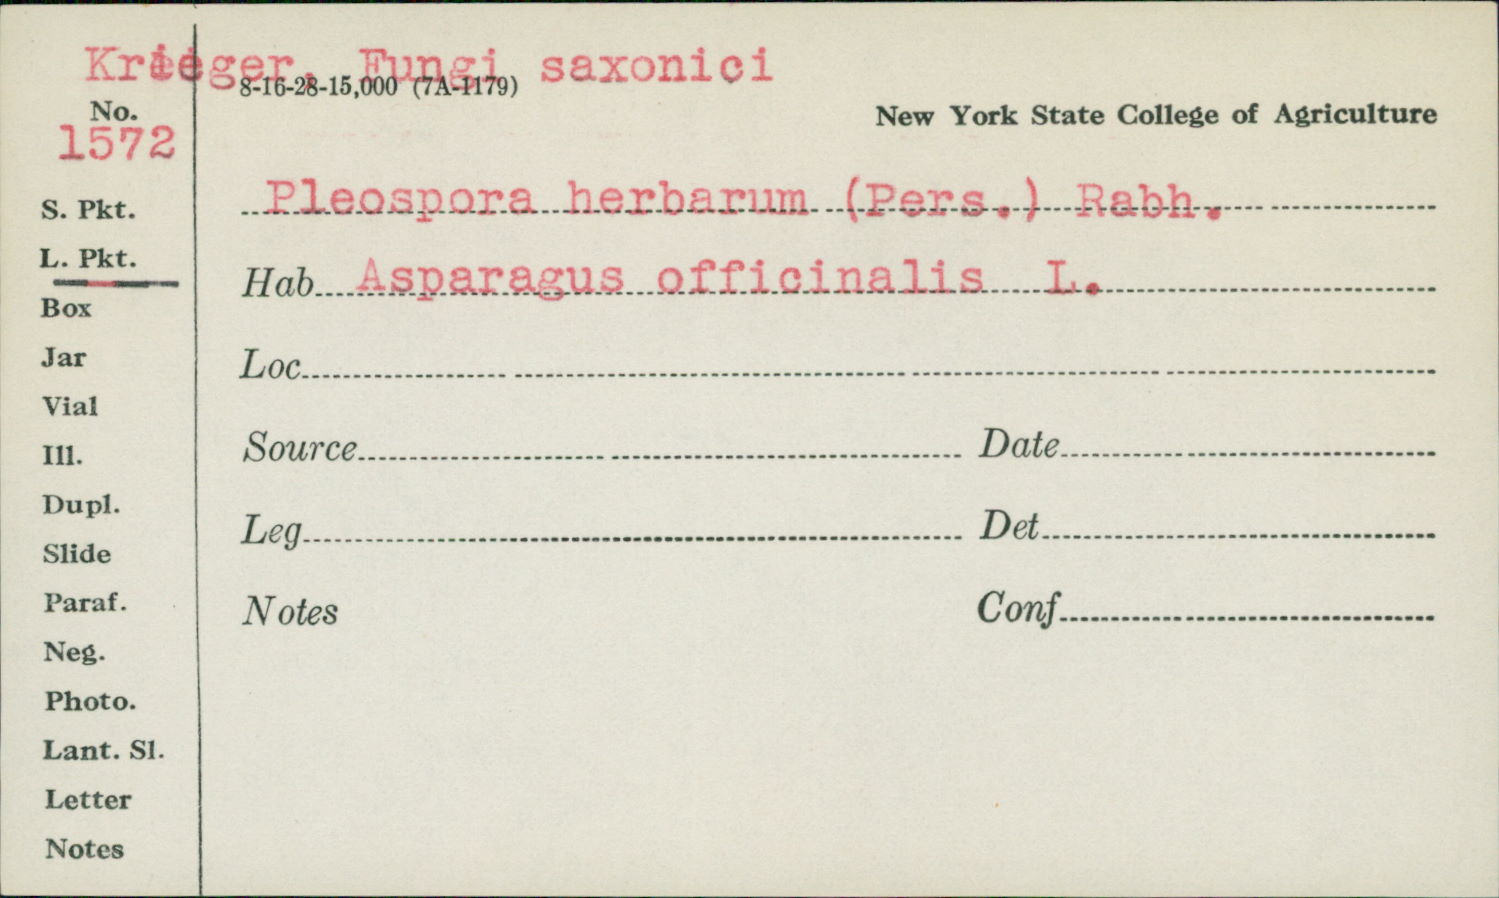 Krieger, Fungi saxonici
8-16-28-15,000 (7A-1179)
No.
1572
New York State College of Agriculture
Pleospora herbarum (Pers.) Rabh.
Hab. Asparagus officinalis L.
Loc.
Source
Date
Leg.
Det.
Notes
Conf.
S. Pkt.
L. Pkt.
Box
Jar
Vial
Ill.
Dupl.
Slide
Paraf.
Neg.
Photo.
Lant. Sl.
Letter
Notes